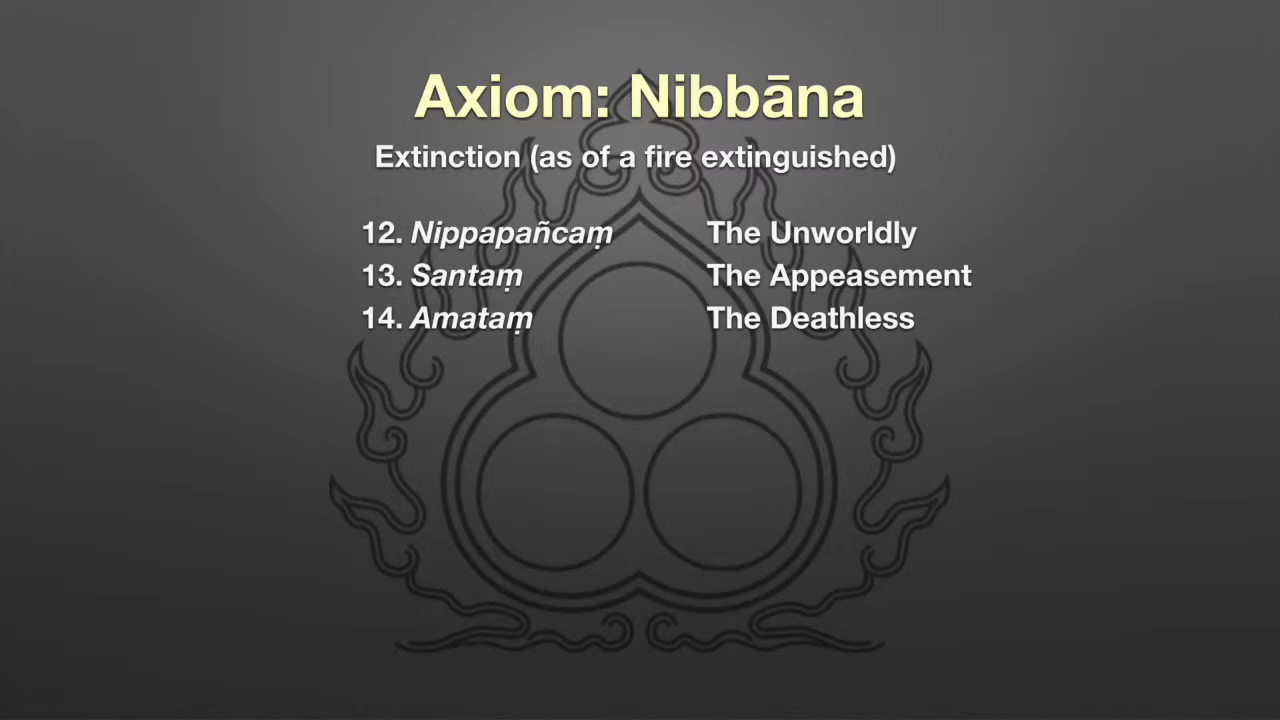 Axiom: Nibbāna
Extinction (as of a fire extinguished)
12. Nippapañcaṃ The Unworldly
13. Santaṃ The Appeasement
14. Amataṃ The Deathless